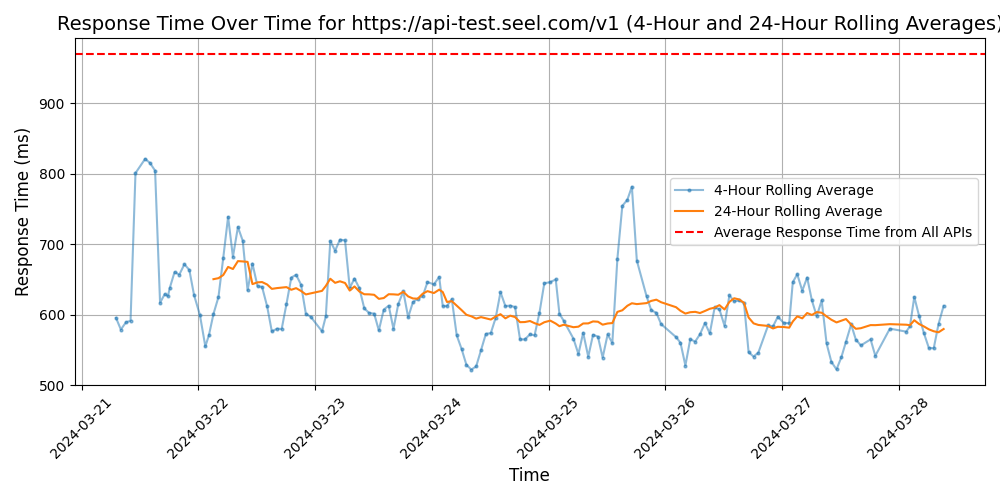 Response Time Over Time for https://api-test.seel.com/v1 (4-Hour and 24-Hour Rolling Averages)
Response Time (ms)
900
800
700
600
500
4-Hour Rolling Average
24-Hour Rolling Average
Average Response Time from All APIs
2024-03-21
2024-03-22
2024-03-23
2024-03-24
2024-03-25
2024-03-26
2024-03-27
2024-03-28
Time